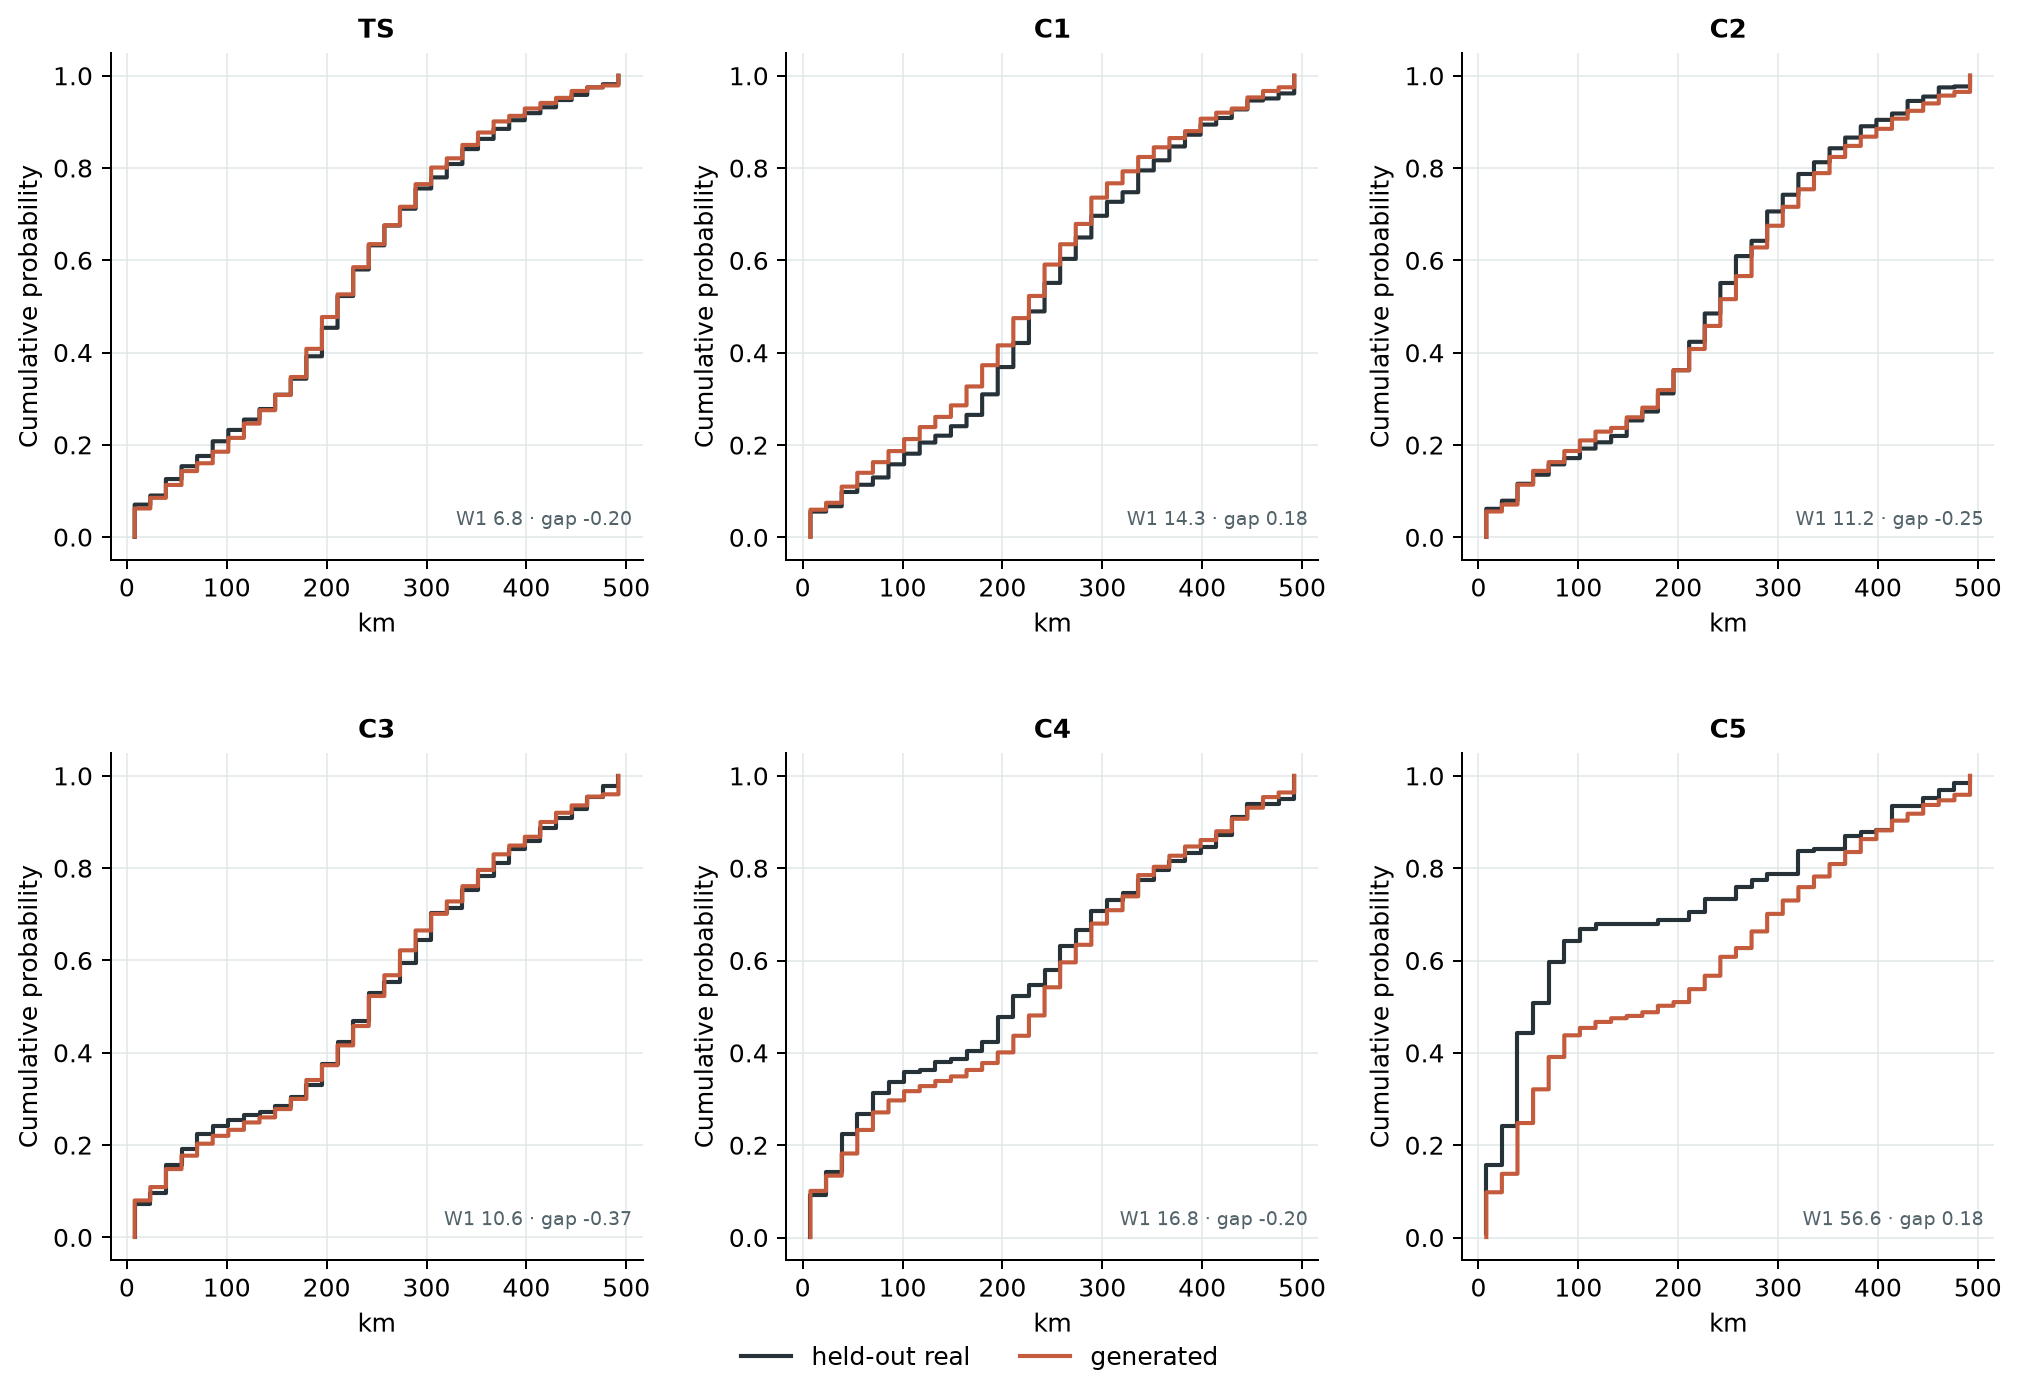 TS
C1
C2
Cumulative probability
1.0
0.8
0.6
0.4
0.2
0.0
W1 6.8 · gap -0.20
0 100 200 300 400 500
km
Cumulative probability
1.0
0.8
0.6
0.4
0.2
0.0
W1 14.3 · gap 0.18
0 100 200 300 400 500
km
Cumulative probability
1.0
0.8
0.6
0.4
0.2
0.0
W1 11.2 · gap -0.25
0 100 200 300 400 500
km
C3
C4
C5
Cumulative probability
1.0
0.8
0.6
0.4
0.2
0.0
W1 10.6 · gap -0.37
0 100 200 300 400 500
km
Cumulative probability
1.0
0.8
0.6
0.4
0.2
0.0
W1 16.8 · gap -0.20
0 100 200 300 400 500
km
Cumulative probability
1.0
0.8
0.6
0.4
0.2
0.0
W1 56.6 · gap 0.18
0 100 200 300 400 500
km
held-out real
generated